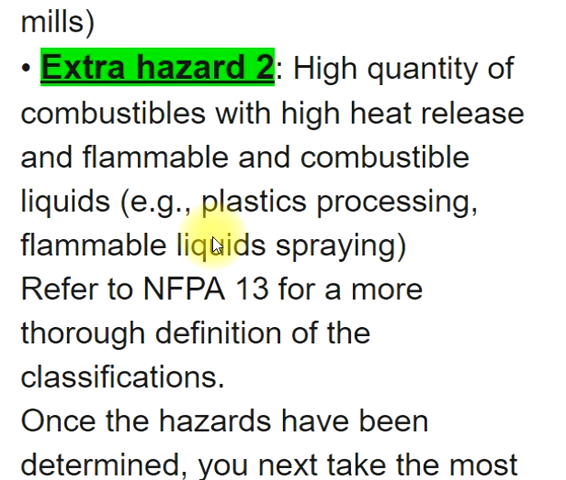 mills)
• Extra hazard 2: High quantity of
combustibles with high heat release
and flammable and combustible
liquids (e.g., plastics processing,
flammable liquids spraying)
Refer to NFPA 13 for a more
thorough definition of the
classifications.
Once the hazards have been
determined, you next take the most